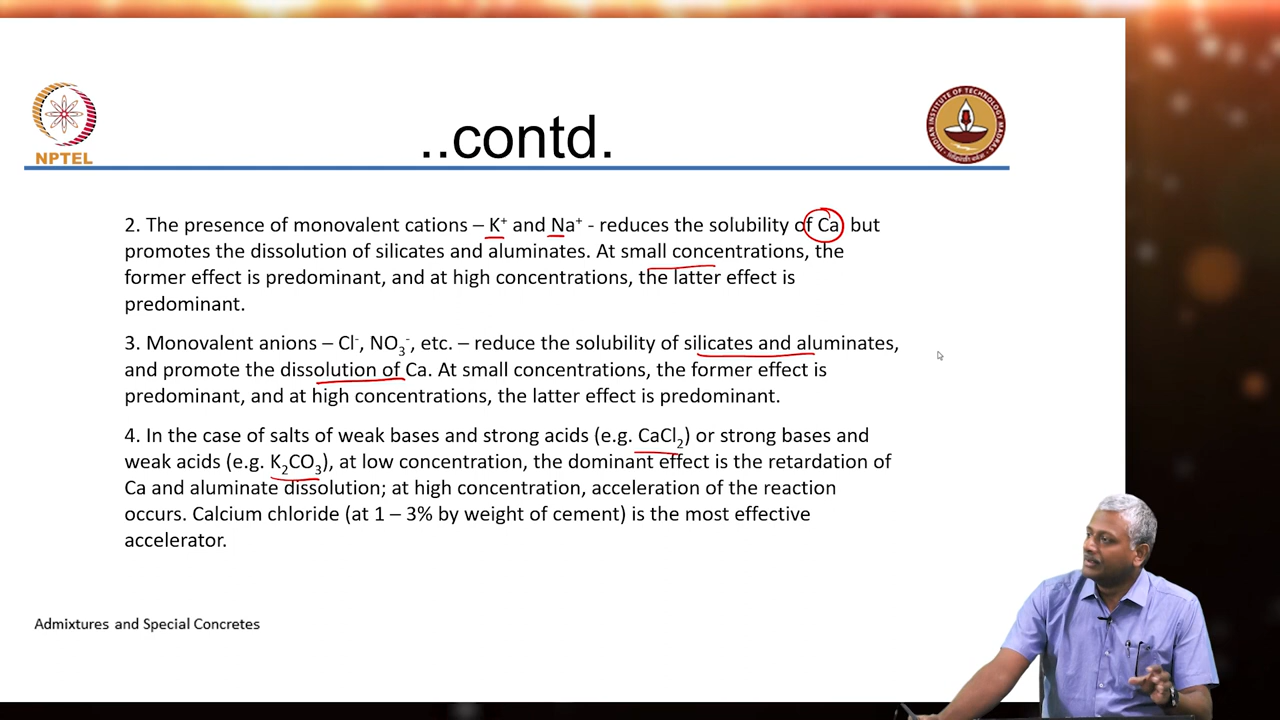 NPTEL
..contd.
INDIAN INSTITUTE OF TECHNOLOGY MADRAS
2. The presence of monovalent cations – K⁺ and Na⁺ - reduces the solubility of Ca but
promotes the dissolution of silicates and aluminates. At small concentrations, the
former effect is predominant, and at high concentrations, the latter effect is
predominant.
3. Monovalent anions – Cl⁻, NO₃⁻, etc. – reduce the solubility of silicates and aluminates,
and promote the dissolution of Ca. At small concentrations, the former effect is
predominant, and at high concentrations, the latter effect is predominant.
4. In the case of salts of weak bases and strong acids (e.g. CaCl₂) or strong bases and
weak acids (e.g. K₂CO₃), at low concentration, the dominant effect is the retardation of
Ca and aluminate dissolution; at high concentration, acceleration of the reaction
occurs. Calcium chloride (at 1 – 3% by weight of cement) is the most effective
accelerator.
Admixtures and Special Concretes